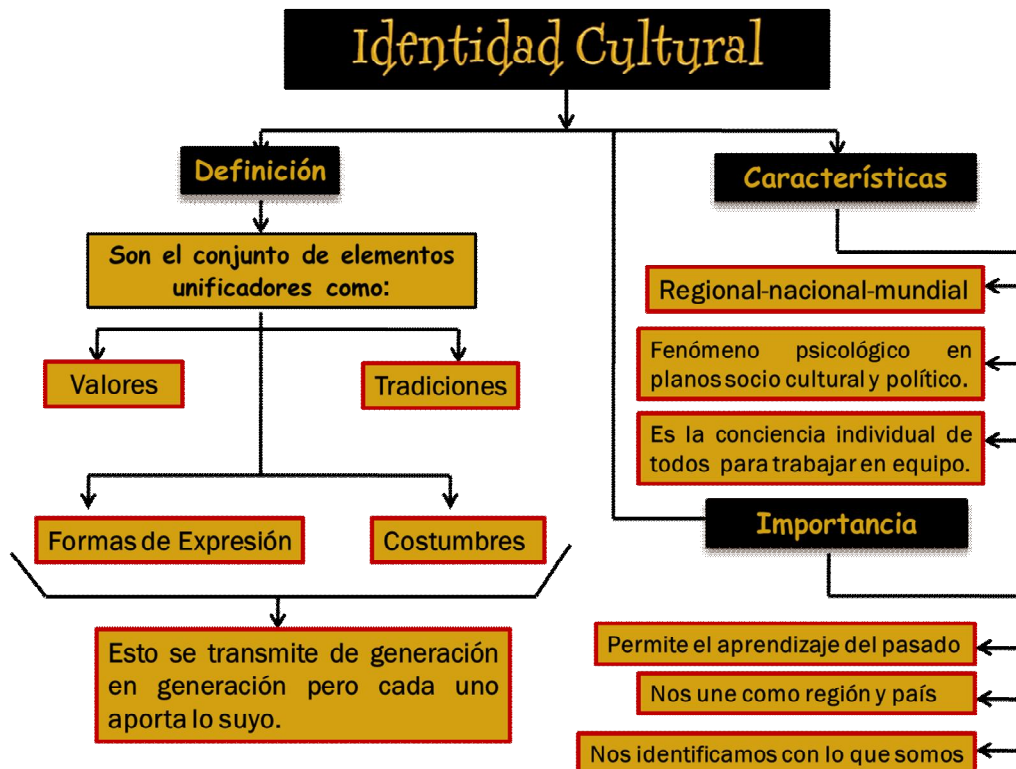 Identidad Cultural
Definición
Son el conjunto de elementos
unificadores como:
Valores
Tradiciones
Formas de Expresión
Costumbres
Esto se transmite de generación
en generación pero cada uno
aporta lo suyo.
Características
Regional-nacional-mundial
Fenómeno psicológico en
planos socio cultural y político.
Es la conciencia individual de
todos para trabajar en equipo.
Importancia
Permite el aprendizaje del pasado
Nos une como región y país
Nos identificamos con lo que somos